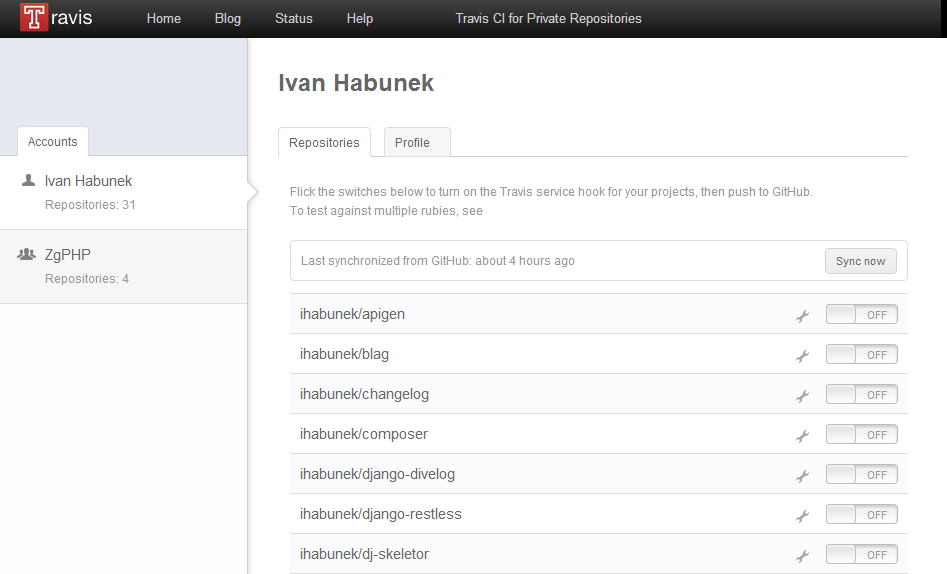 Travis Home Blog Status Help Travis CI for Private Repositories
Ivan Habunek
Accounts
Ivan Habunek
Repositories: 31
ZgPHP
Repositories: 4
Repositories Profile
Flick the switches below to turn on the Travis service hook for your projects, then push to GitHub.
To test against multiple rubies, see
Last synchronized from GitHub: about 4 hours ago Sync now
ihabunek/apigen OFF
ihabunek/blag OFF
ihabunek/changelog OFF
ihabunek/composer OFF
ihabunek/django-divelog OFF
ihabunek/django-restless OFF
ihabunek/dj-skeletor OFF